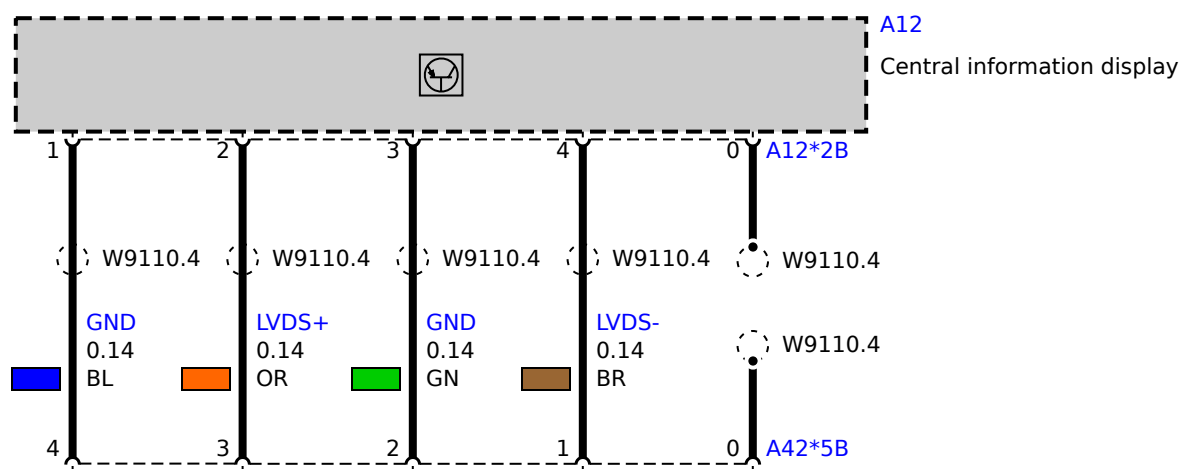 A12
Central information display
1 2 3 4 0 A12*2B
W9110.4 W9110.4 W9110.4 W9110.4 W9110.4
GND LVDS+ GND LVDS-
0.14 0.14 0.14 0.14 W9110.4
BL OR GN BR
4 3 2 1 0 A42*5B